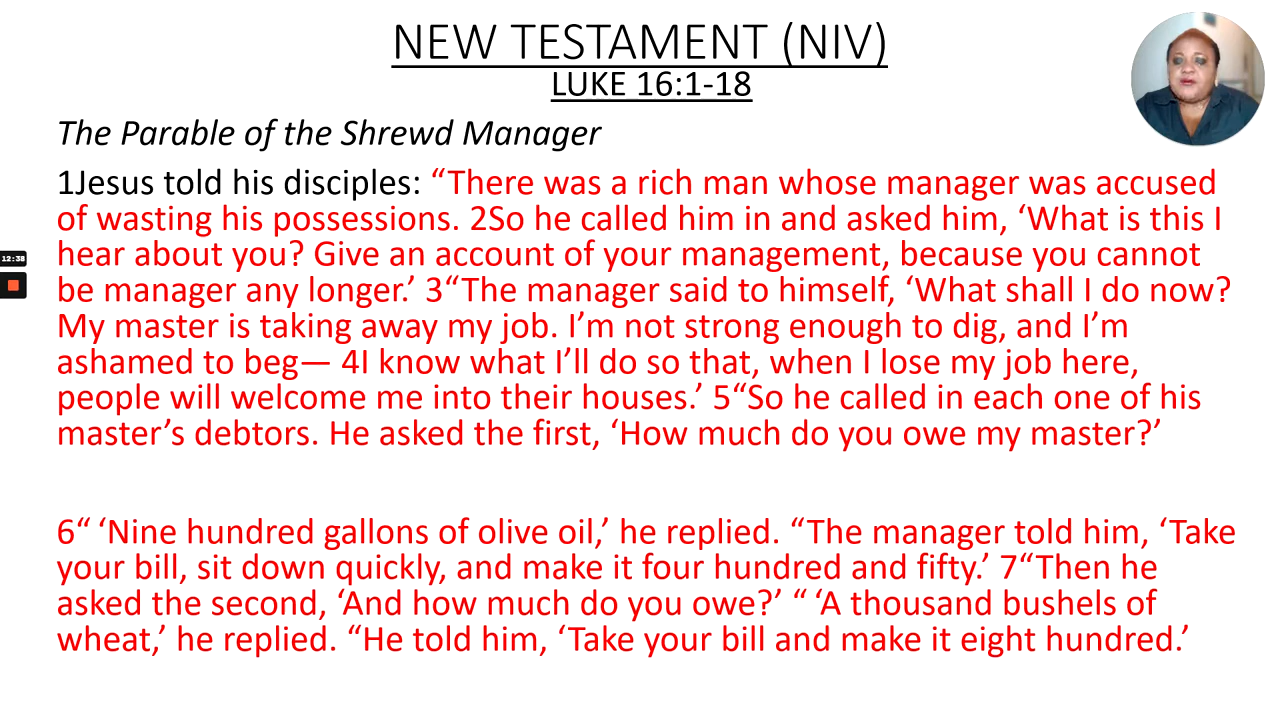 NEW TESTAMENT (NIV)
LUKE 16:1-18
The Parable of the Shrewd Manager
1Jesus told his disciples: “There was a rich man whose manager was accused
of wasting his possessions. 2So he called him in and asked him, ‘What is this I
hear about you? Give an account of your management, because you cannot
be manager any longer.’ 3“The manager said to himself, ‘What shall I do now?
My master is taking away my job. I’m not strong enough to dig, and I’m
ashamed to beg— 4I know what I’ll do so that, when I lose my job here,
people will welcome me into their houses.’ 5“So he called in each one of his
master’s debtors. He asked the first, ‘How much do you owe my master?’
6“ ‘Nine hundred gallons of olive oil,’ he replied. “The manager told him, ‘Take
your bill, sit down quickly, and make it four hundred and fifty.’ 7“Then he
asked the second, ‘And how much do you owe?’ “ ‘A thousand bushels of
wheat,’ he replied. “He told him, ‘Take your bill and make it eight hundred.’
12:38